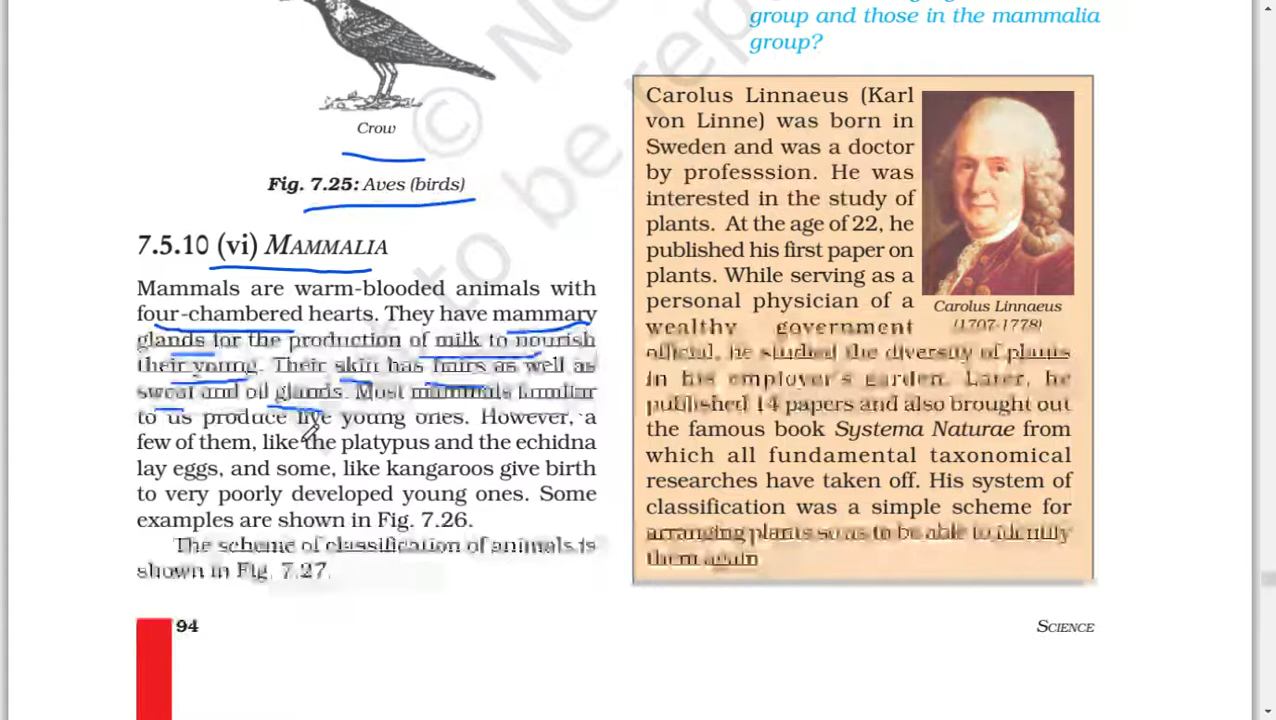 group and those in the mammalia
group?
Crow
Fig. 7.25: Aves (birds)
7.5.10 (vi) MAMMALIA
Mammals are warm-blooded animals with
four-chambered hearts. They have mammary
glands for the production of milk to nourish
their young. Their skin has hairs as well as
sweat and oil glands. Most mammals familiar
to us produce live young ones. However, a
few of them, like the platypus and the echidna
lay eggs, and some, like kangaroos give birth
to very poorly developed young ones. Some
examples are shown in Fig. 7.26.
The scheme of classification of animals is
shown in Fig. 7.27.
Carolus Linnaeus (Karl
von Linne) was born in
Sweden and was a doctor
by professsion. He was
interested in the study of
plants. At the age of 22, he
published his first paper on
plants. While serving as a
personal physician of a
wealthy government
official, he studied the diversity of plants
in his employer's garden. Later, he
published 14 papers and also brought out
the famous book Systema Naturae from
which all fundamental taxonomical
researches have taken off. His system of
classification was a simple scheme for
arranging plants so as to be able to identify
them again
Carolus Linnaeus
(1707-1778)
94
SCIENCE
© N
to be rep